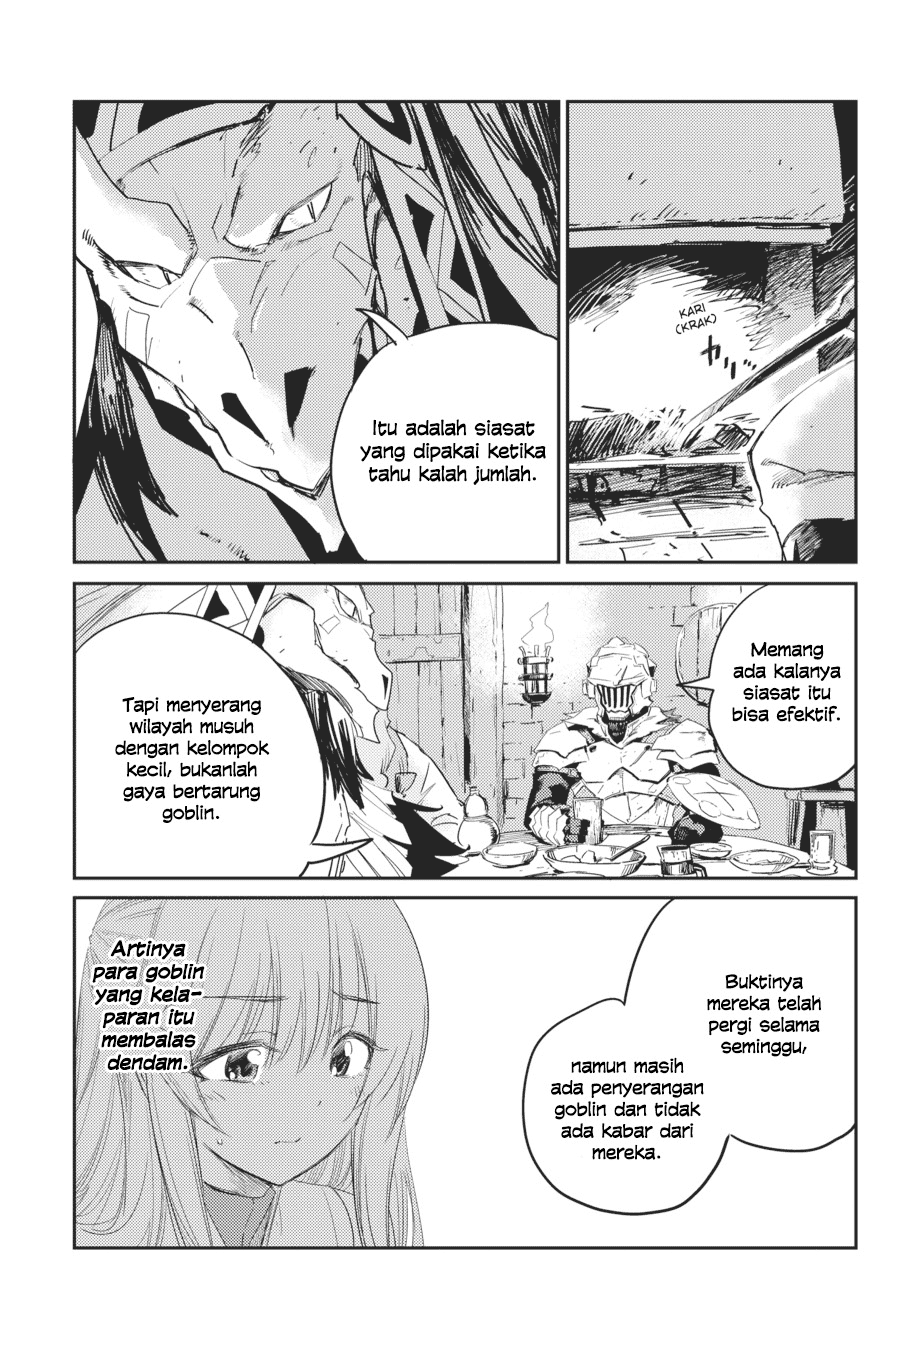 KARI
(KRAK)
カリッ
Itu adalah siasat
yang dipakai ketika
tahu kalah jumlah.
Memang
ada kalanya
siasat itu
bisa efektif.
Tapi menyerang
wilayah musuh
dengan kelompok
kecil, bukanlah
gaya bertarung
goblin.
Buktinya
mereka telah
pergi selama
seminggu,
namun masih
ada penyerangan
goblin dan tidak
ada kabar dari
mereka.
Artinya
para goblin
yang kela-
paran itu
membalas
dendam.